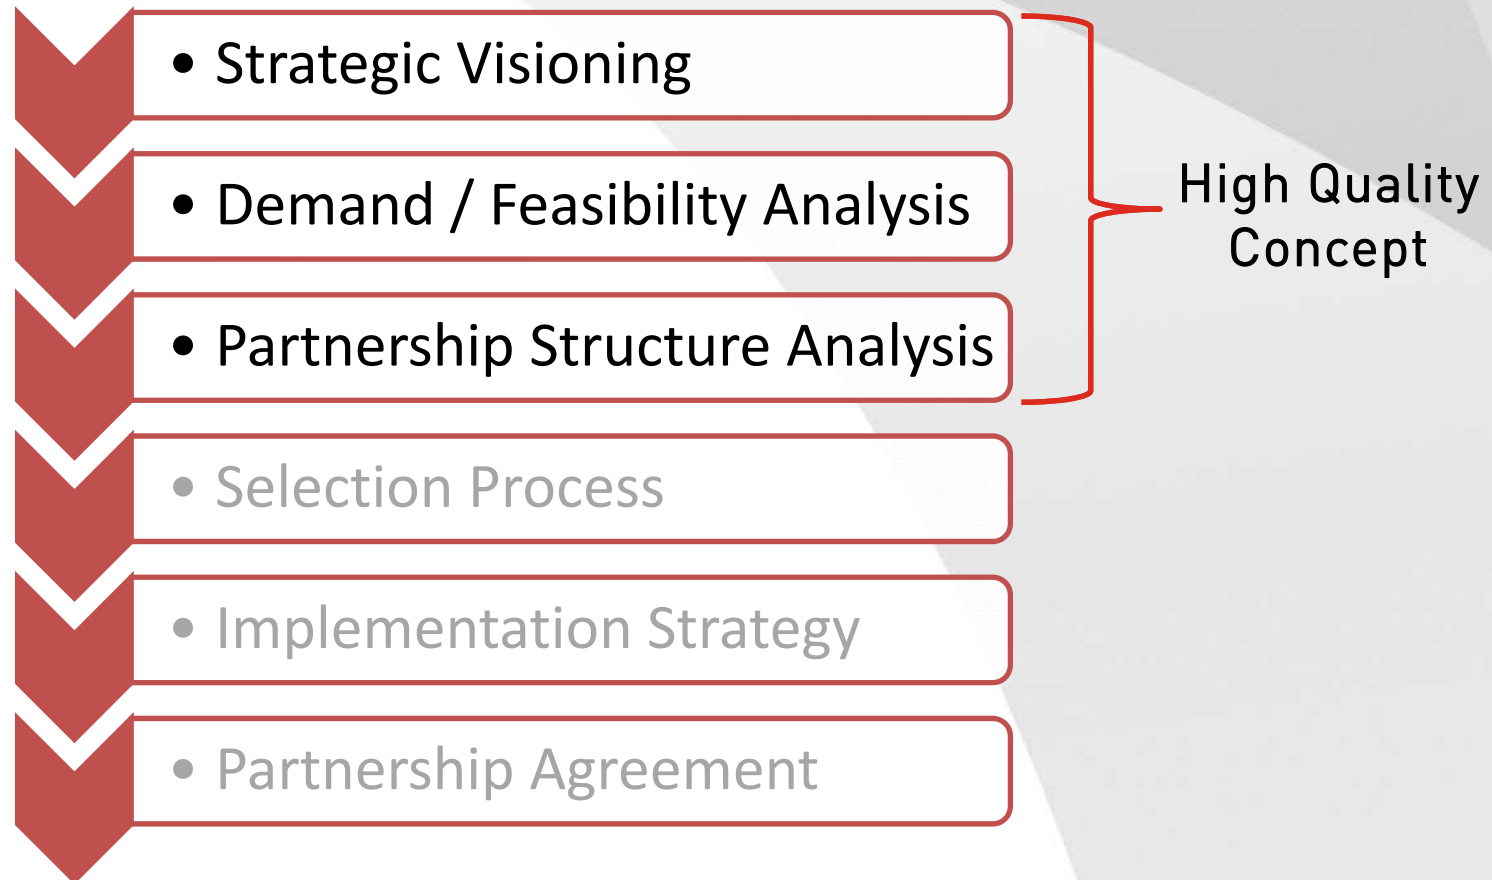 • Strategic Visioning
• Demand / Feasibility Analysis
• Partnership Structure Analysis
• Selection Process
• Implementation Strategy
• Partnership Agreement
High Quality
Concept